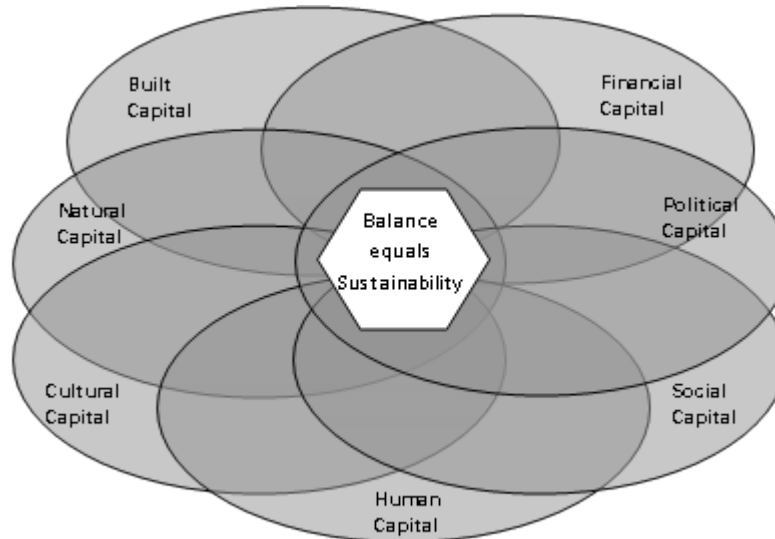 Built
Capital
Financial
Capital
Natural
Capital
Balance
equals
Sustainability
Political
Capital
Cultural
Capital
Social
Capital
Human
Capital